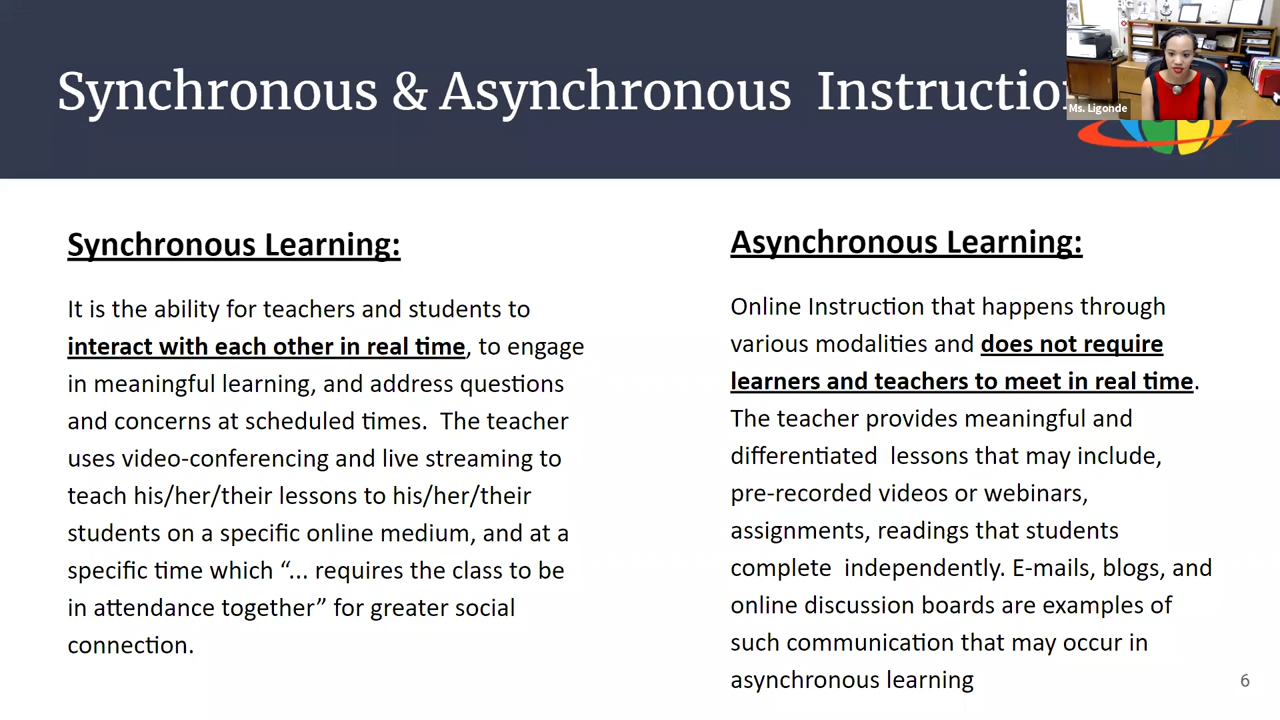 Synchronous & Asynchronous Instructio
Ms. Ligonde
Synchronous Learning:
It is the ability for teachers and students to
interact with each other in real time, to engage
in meaningful learning, and address questions
and concerns at scheduled times. The teacher
uses video-conferencing and live streaming to
teach his/her/their lessons to his/her/their
students on a specific online medium, and at a
specific time which “... requires the class to be
in attendance together” for greater social
connection.
Asynchronous Learning:
Online Instruction that happens through
various modalities and does not require
learners and teachers to meet in real time.
The teacher provides meaningful and
differentiated lessons that may include,
pre-recorded videos or webinars,
assignments, readings that students
complete independently. E-mails, blogs, and
online discussion boards are examples of
such communication that may occur in
asynchronous learning
6